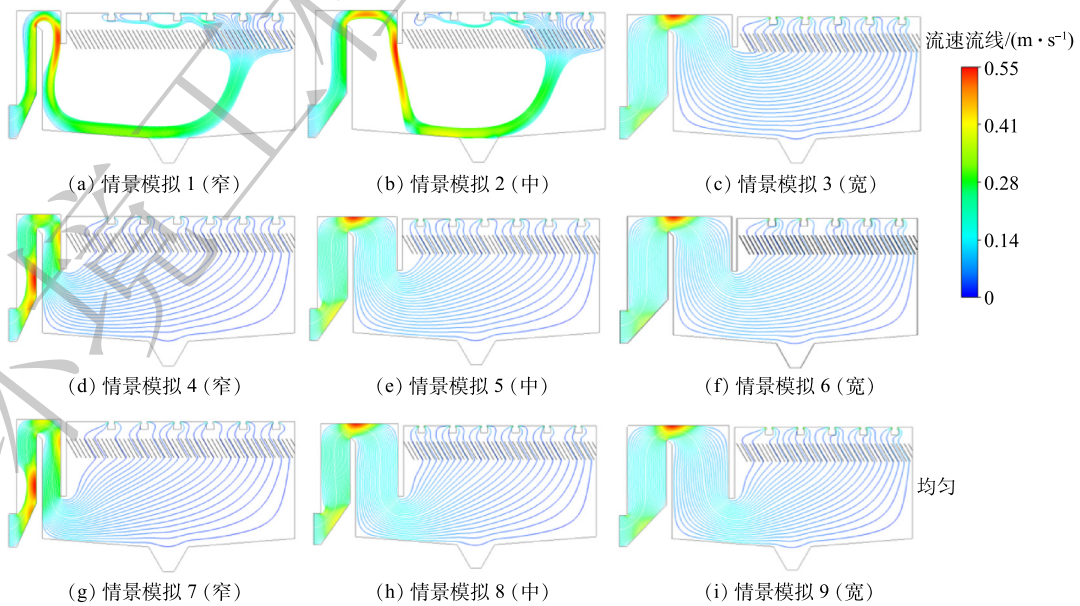 流速流线/(m·s⁻¹)
0.55
0.41
0.28
0.14
0
(a) 情景模拟 1 (窄)
(b) 情景模拟 2 (中)
(c) 情景模拟 3 (宽)
(d) 情景模拟 4 (窄)
(e) 情景模拟 5 (中)
(f) 情景模拟 6 (宽)
均匀
(g) 情景模拟 7 (窄)
(h) 情景模拟 8 (中)
(i) 情景模拟 9 (宽)